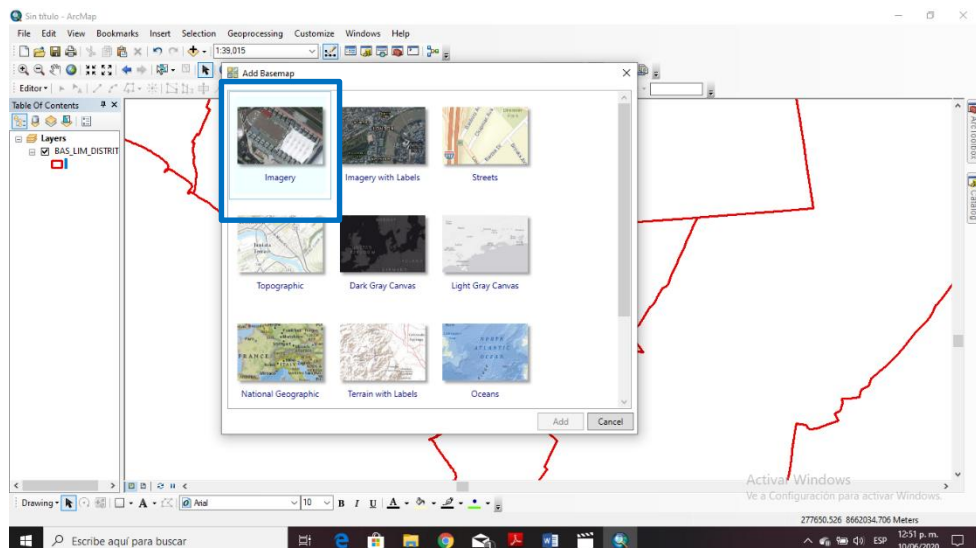 Sin título - ArcMap
File Edit View Bookmarks Insert Selection Geoprocessing Customize Windows Help
1:39,015
Add Basemap
Editor
Table Of Contents
Layers
BAS_LIM_DISTRIT
Imagery
Imagery with Labels
Streets
Topographic
Dark Gray Canvas
Light Gray Canvas
National Geographic
Terrain with Labels
Oceans
Add Cancel
ArcToolbox
Catalog
Activar Windows
Ve a Configuración para activar Windows.
Drawing Arial 10 B I U A
277650.526 8662034.706 Meters
Escribe aquí para buscar
ESP
12:51 p. m.
10/06/2020